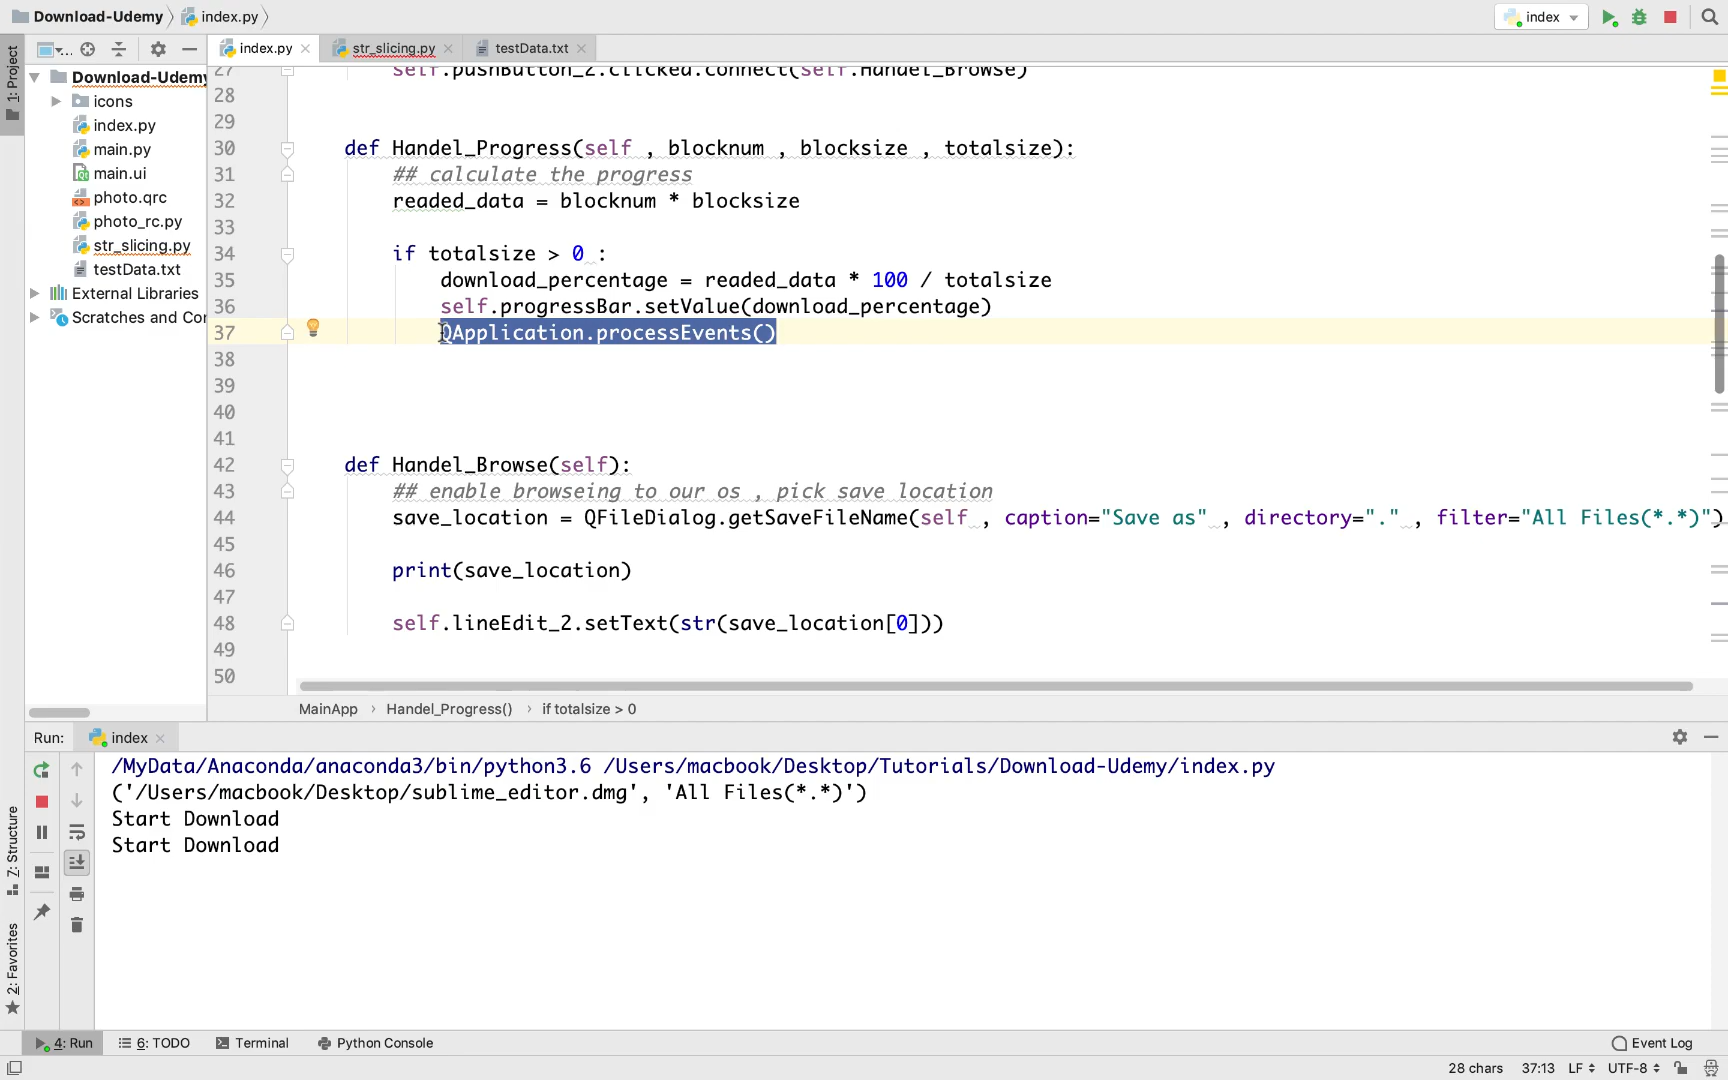 Download-Udemy index.py index
1: Project index.py str_slicing.py testData.txt
Download-Udemy
icons
index.py
main.py
main.ui
photo.qrc
photo_rc.py
str_slicing.py
testData.txt
External Libraries
Scratches and Cor
27 self.pushButton_2.clicked.connect(self.Handel_Browse)
28
29
30 def Handel_Progress(self , blocknum , blocksize , totalsize):
31 ## calculate the progress
32 readed_data = blocknum * blocksize
33
34 if totalsize > 0 :
35 download_percentage = readed_data * 100 / totalsize
36 self.progressBar.setValue(download_percentage)
37 QApplication.processEvents()
38
39
40
41
42 def Handel_Browse(self):
43 ## enable browseing to our os , pick save location
44 save_location = QFileDialog.getSaveFileName(self , caption="Save as" , directory="." , filter="All Files(*.*)")
45
46 print(save_location)
47
48 self.lineEdit_2.setText(str(save_location[0]))
49
50
MainApp › Handel_Progress() › if totalsize > 0
Run: index
/MyData/Anaconda/anaconda3/bin/python3.6 /Users/macbook/Desktop/Tutorials/Download-Udemy/index.py
('/Users/macbook/Desktop/sublime_editor.dmg', 'All Files(*.*)')
Start Download
Start Download
Z: Structure
2: Favorites
4: Run 6: TODO Terminal Python Console Event Log
28 chars 37:13 LF UTF-8